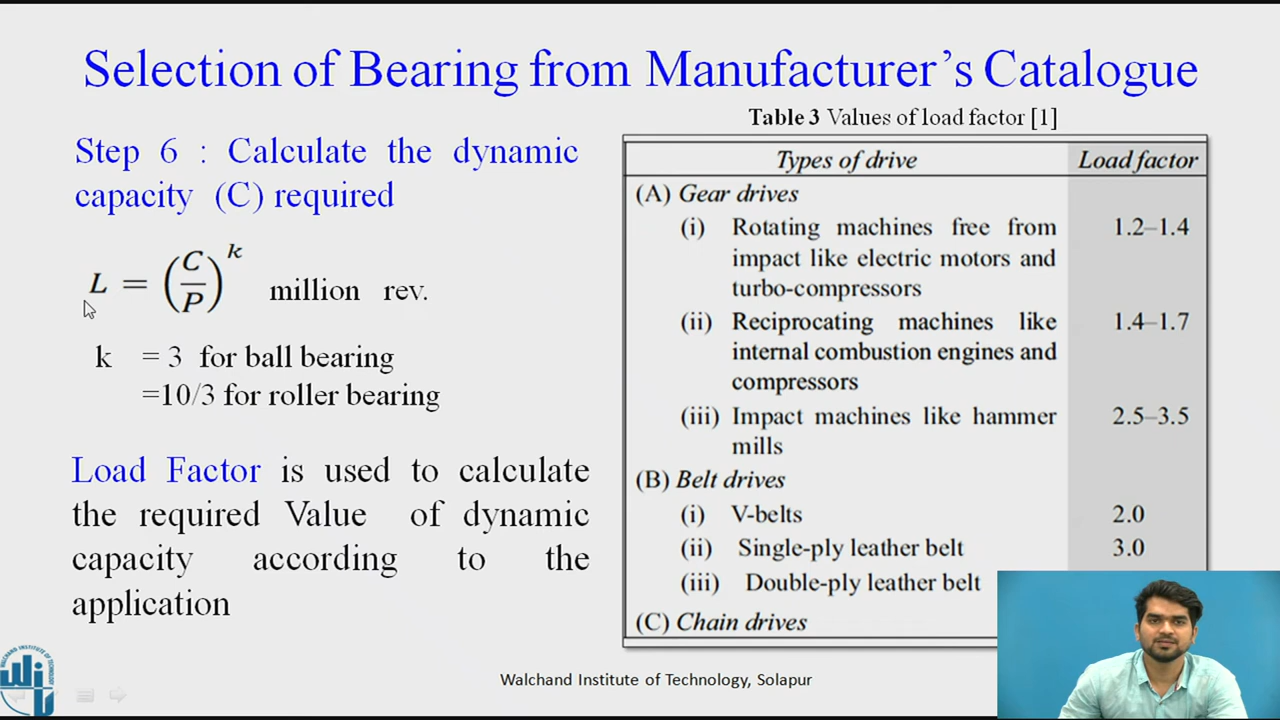 Selection of Bearing from Manufacturer's Catalogue
Step 6 : Calculate the dynamic
capacity (C) required
L = (C/P)^k million rev.
k = 3 for ball bearing
=10/3 for roller bearing
Load Factor is used to calculate
the required Value of dynamic
capacity according to the
application
Table 3 Values of load factor [1]
Types of drive Load factor
(A) Gear drives
(i) Rotating machines free from 1.2–1.4
impact like electric motors and
turbo-compressors
(ii) Reciprocating machines like 1.4–1.7
internal combustion engines and
compressors
(iii) Impact machines like hammer 2.5–3.5
mills
(B) Belt drives
(i) V-belts 2.0
(ii) Single-ply leather belt 3.0
(iii) Double-ply leather belt
(C) Chain drives
WALCHAND INSTITUTE OF TECHNOLOGY
Walchand Institute of Technology, Solapur